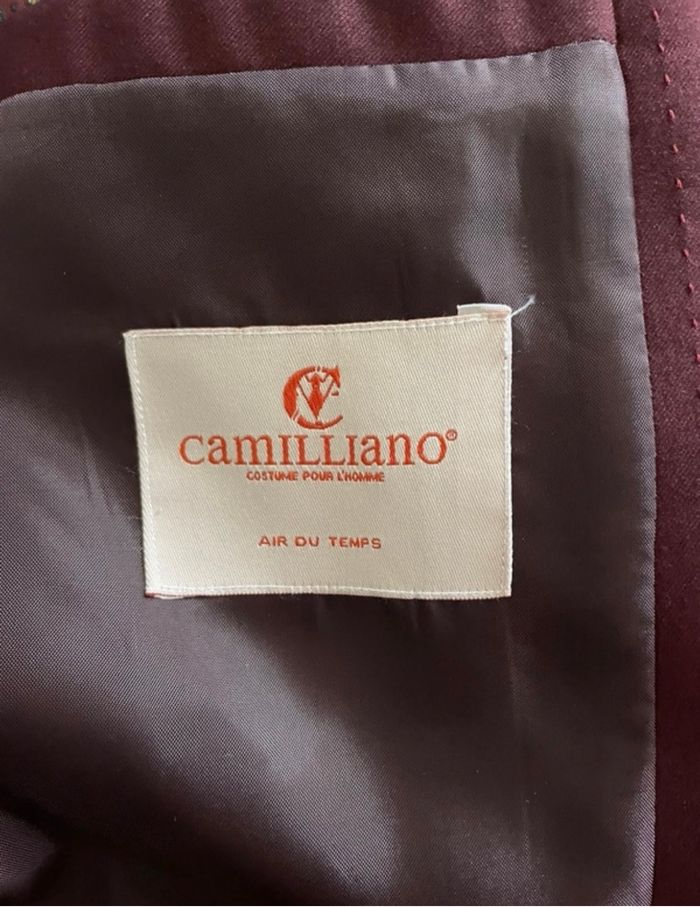 CAMILLIANO®
COSTUME POUR L'HOMME
AIR DU TEMPS